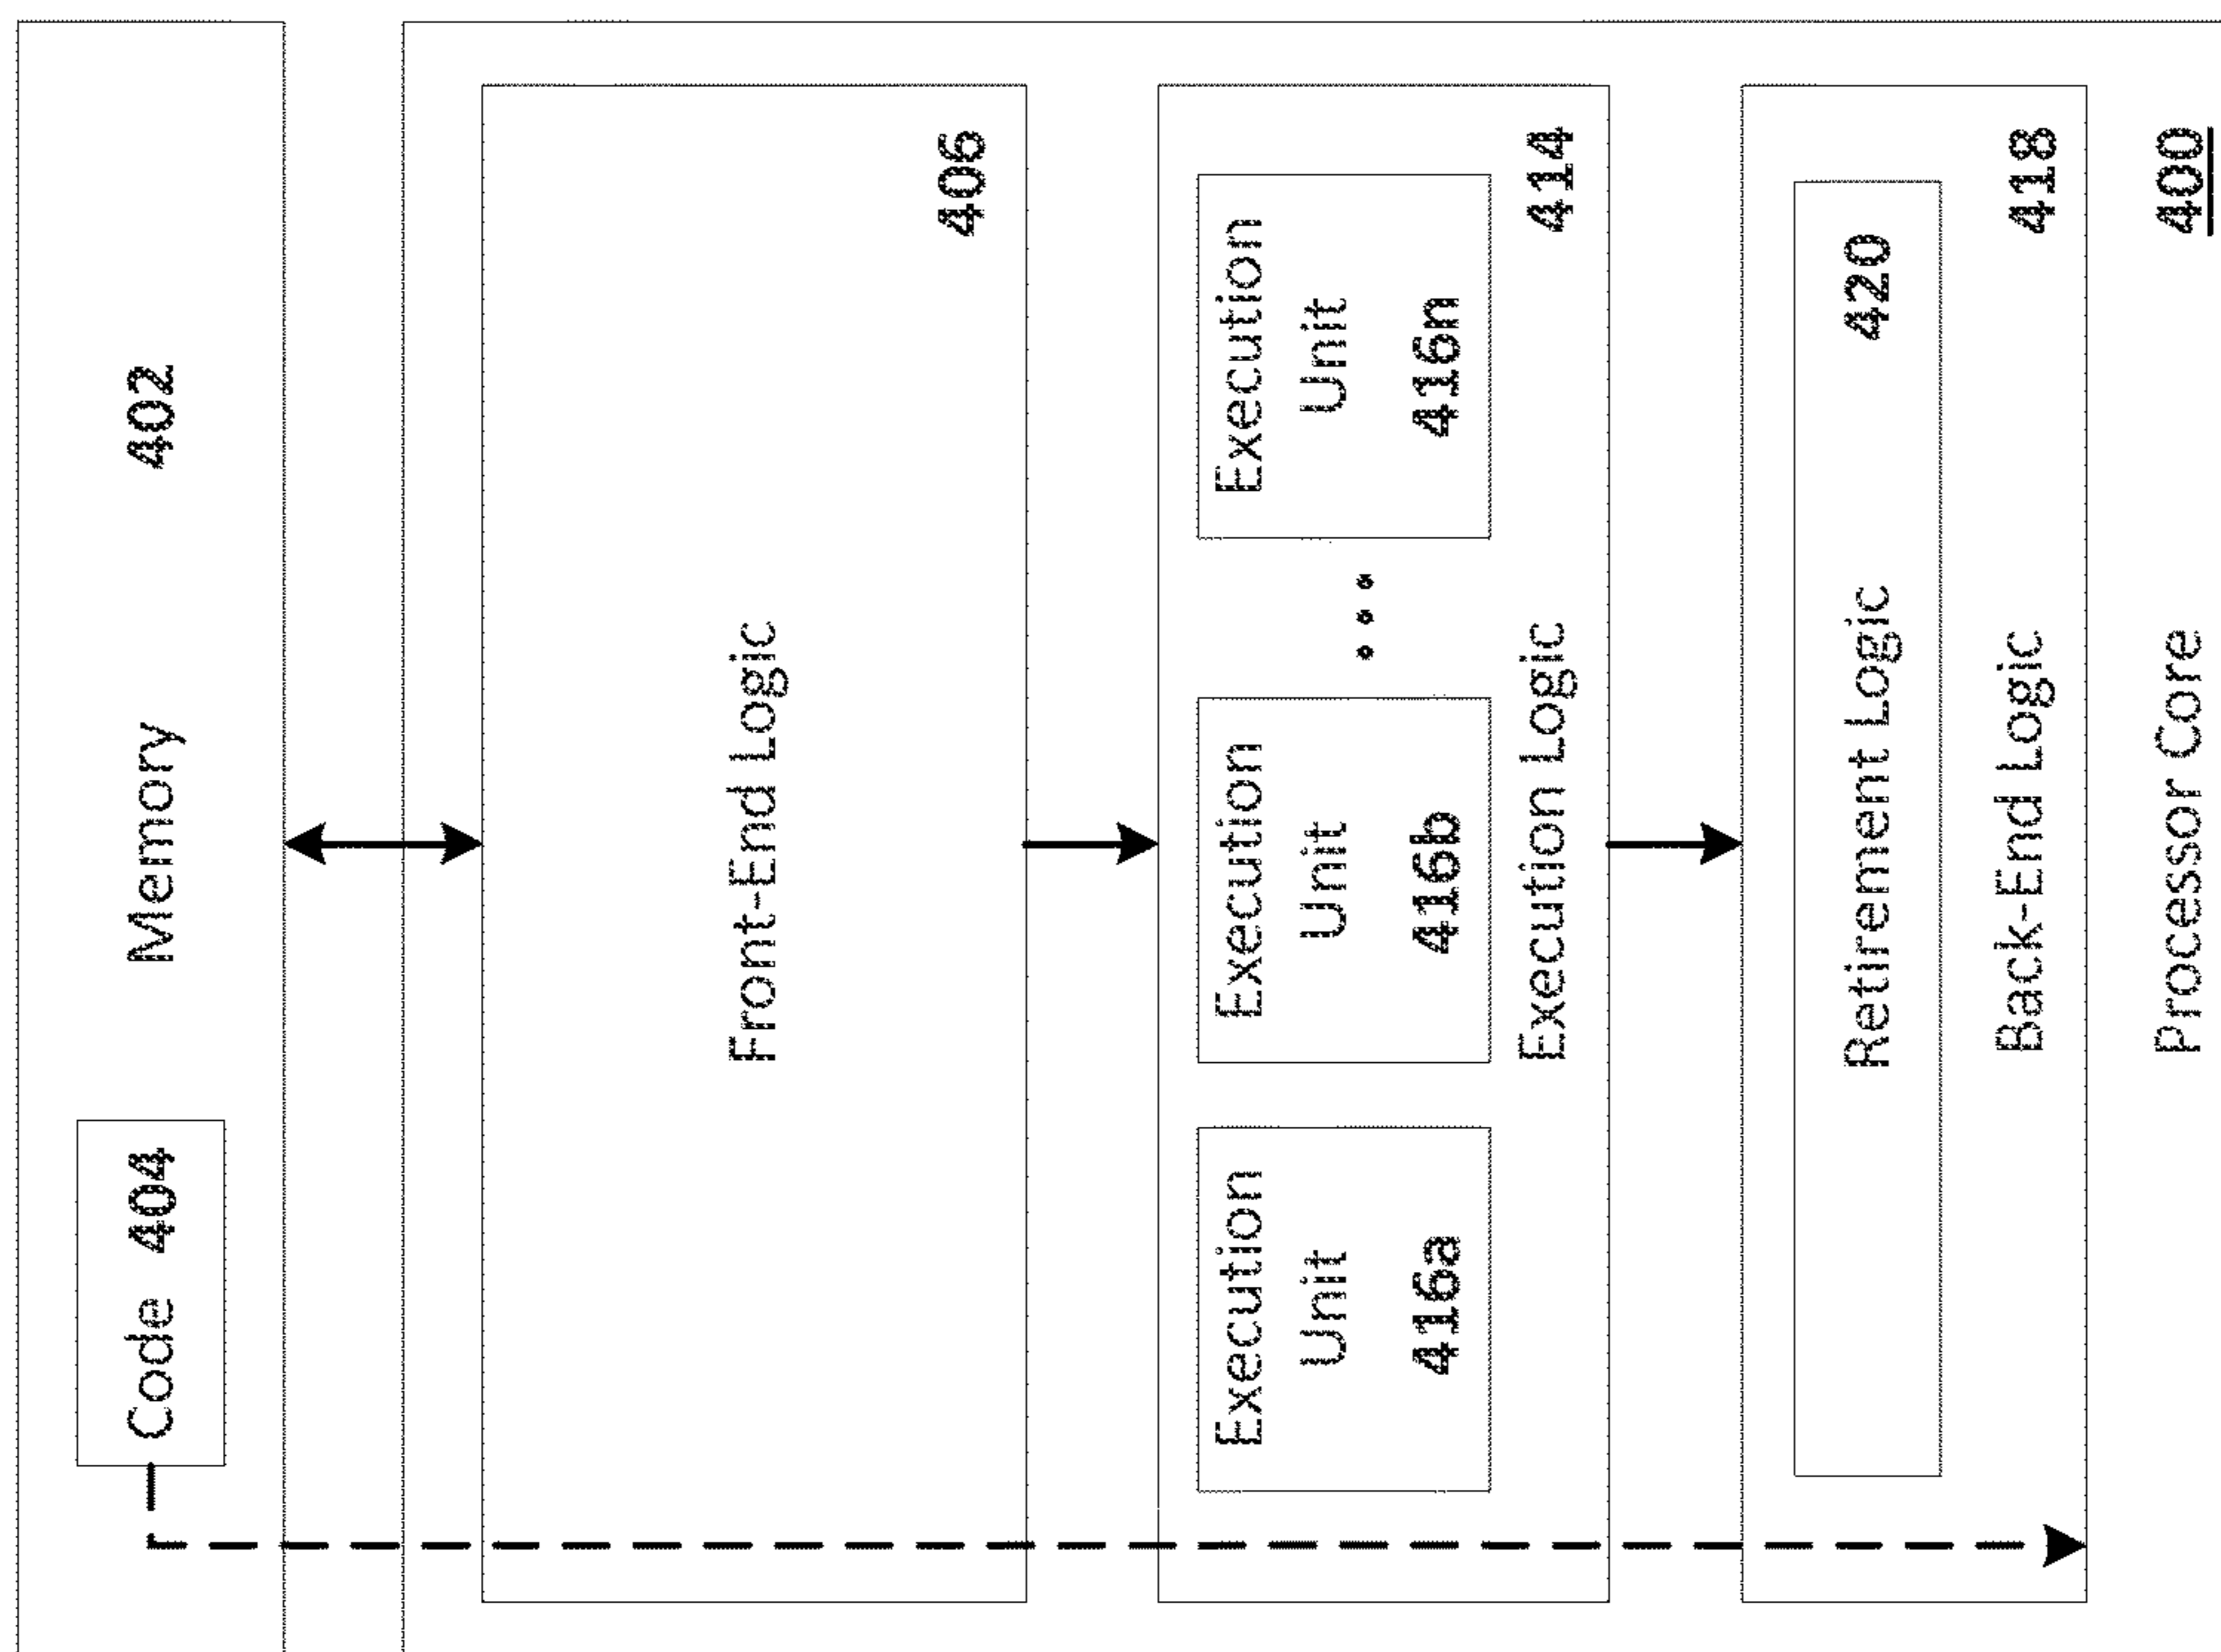 Memory 402
Code 404
Front-End Logic
406
Execution
Unit
416a
Execution
Unit
416b
Execution
Unit
416n
Execution Logic 414
Retirement Logic 420
Back-End Logic 418
Processor Core 400